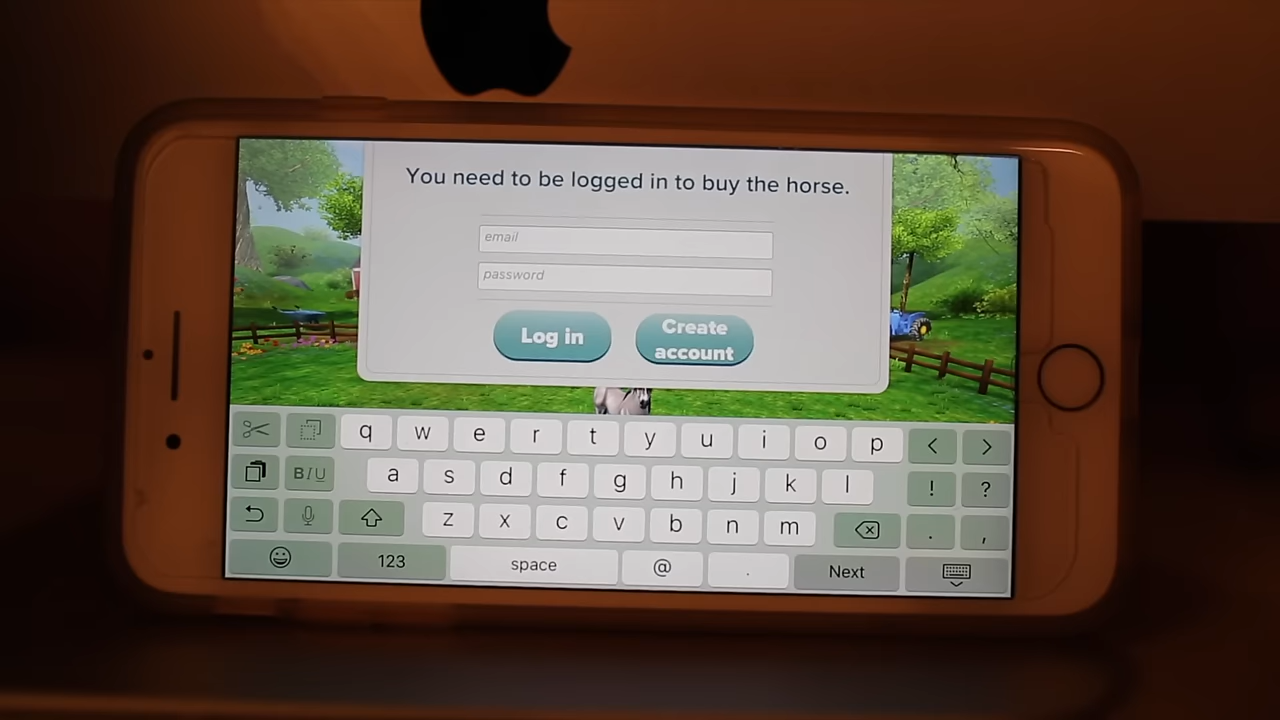 You need to be logged in to buy the horse.
email
password
Log in
Create
account
q w e r t y u i o p < >
BIU a s d f g h j k l ! ?
z x c v b n m . ,
123 space @ . Next